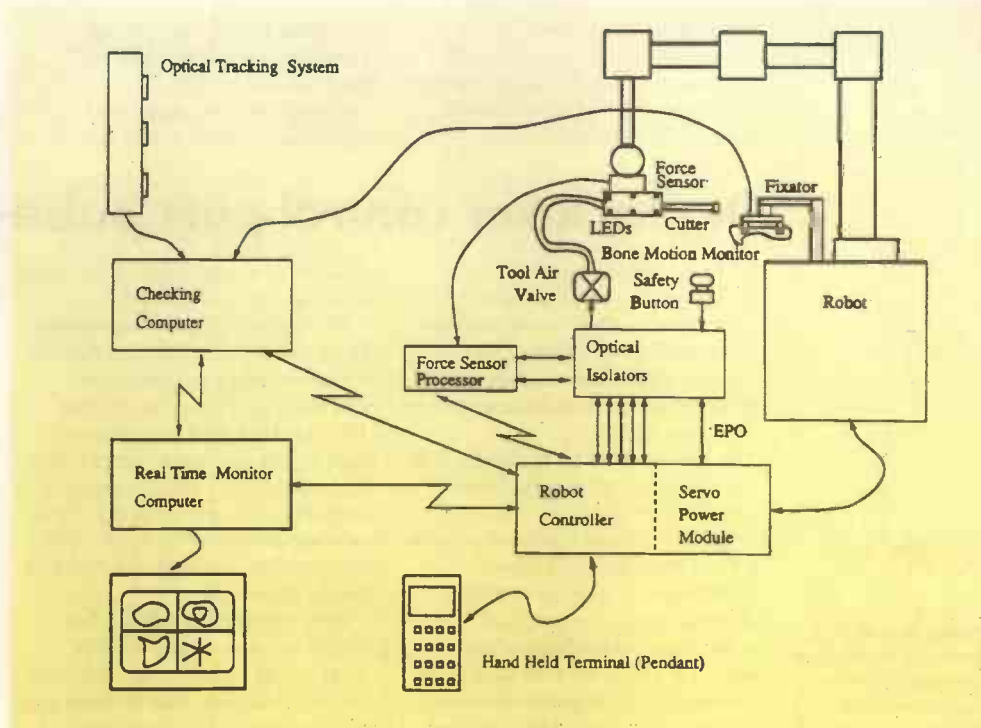 Optical Tracking System
Force
Sensor
Fixator
LEDs
Cutter
Bone Motion Monitor
Tool Air
Valve
Safety
Button
Robot
Checking
Computer
Optical
Isolators
Force Sensor
Processor
EPO
Real Time Monitor
Computer
Robot
Controller
Servo
Power
Module
Hand Held Terminal (Pendant)